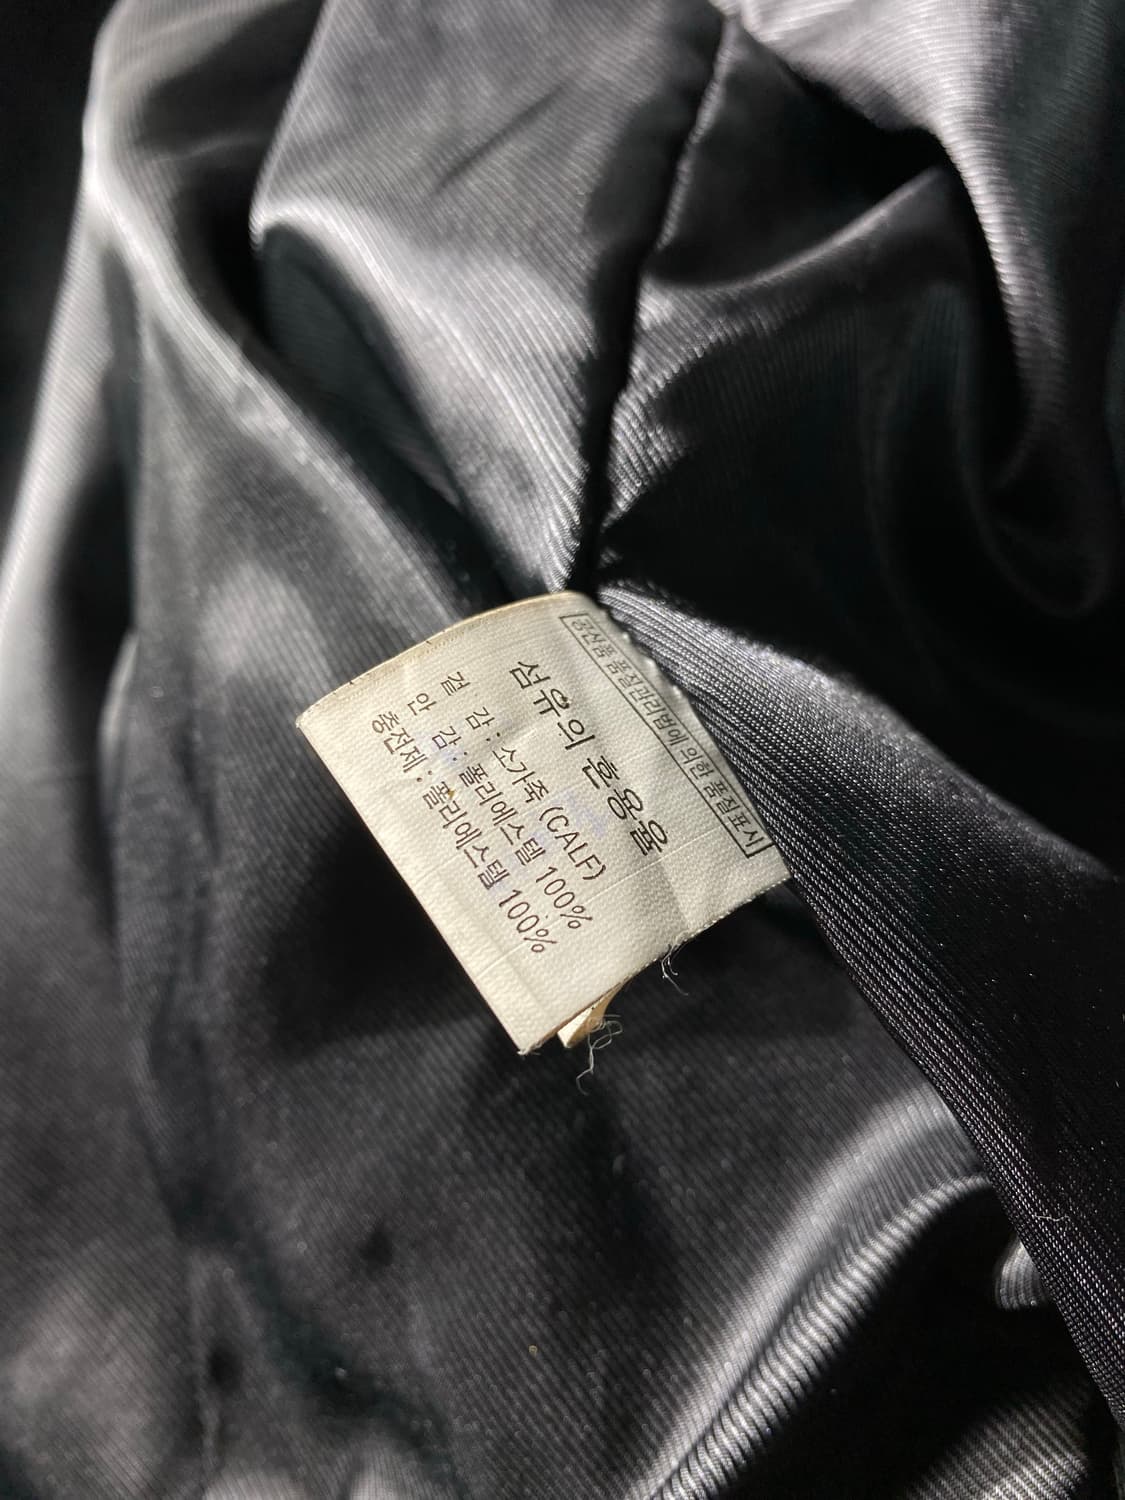 공산품 품질관리법에 의한 품질표시
섬유의 혼용율
겉 감 : 소가죽 (CALF)
안 감 : 폴리에스텔 100%
충전제 : 폴리에스텔 100%